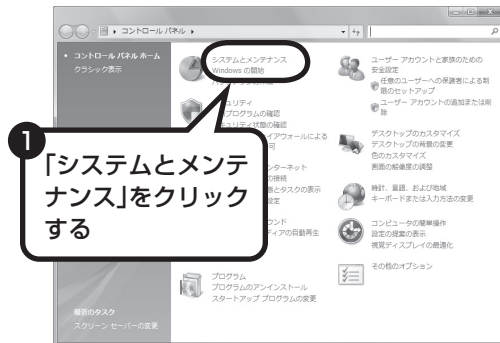 コントロール パネル
コントロール パネル ホーム
クラシック表示
システムとメンテナンス
Windows の開始
セキュリティ
プログラムの確認
セキュリティ状態の確認
イアウォールによる
可
ンターネット
の接続
とタスクの表示
設定
ウンド
ディアの自動再生
プログラム
プログラムのアンインストール
スタートアップ プログラムの変更
ユーザー アカウントと家族のための
安全設定
任意のユーザーへの保護者による制
限のセットアップ
ユーザー アカウントの追加または削
除
デスクトップのカスタマイズ
デスクトップの背景の変更
色のカスタマイズ
画面の解像度の調整
時計、言語、および地域
キーボードまたは入力方法の変更
コンピュータの簡単操作
設定の提案の表示
視覚ディスプレイの最適化
その他のオプション
1
「システムとメンテ
ナンス」をクリック
する
最近のタスク
スクリーン セーバーの変更